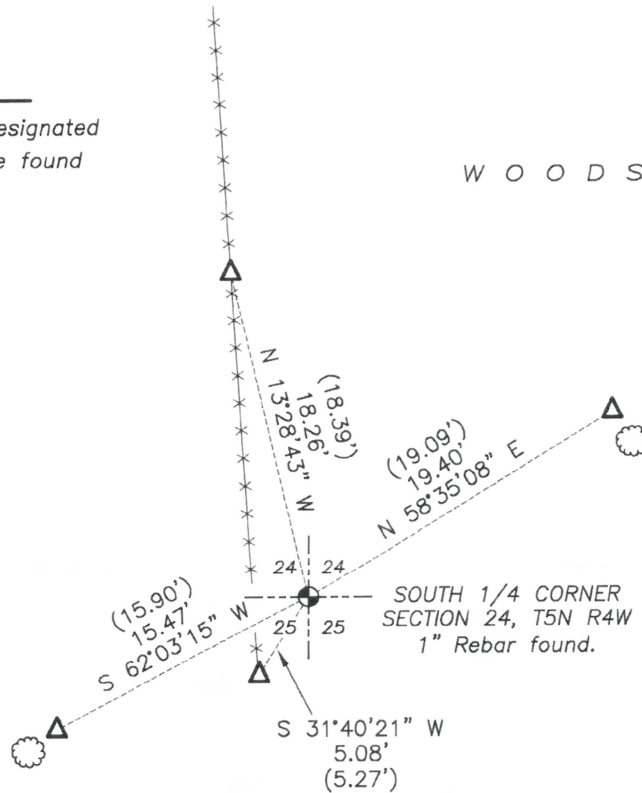 esignated
e found
W O O D S
(18.39')
18.26'
N 13°28'43" W
(19.09')
19.40'
N 58°35'08" E
24 24
25 25
SOUTH 1/4 CORNER
SECTION 24, T5N R4W
1" Rebar found.
(15.90')
15.47'
S 62°03'15" W
S 31°40'21" W
5.08'
(5.27')